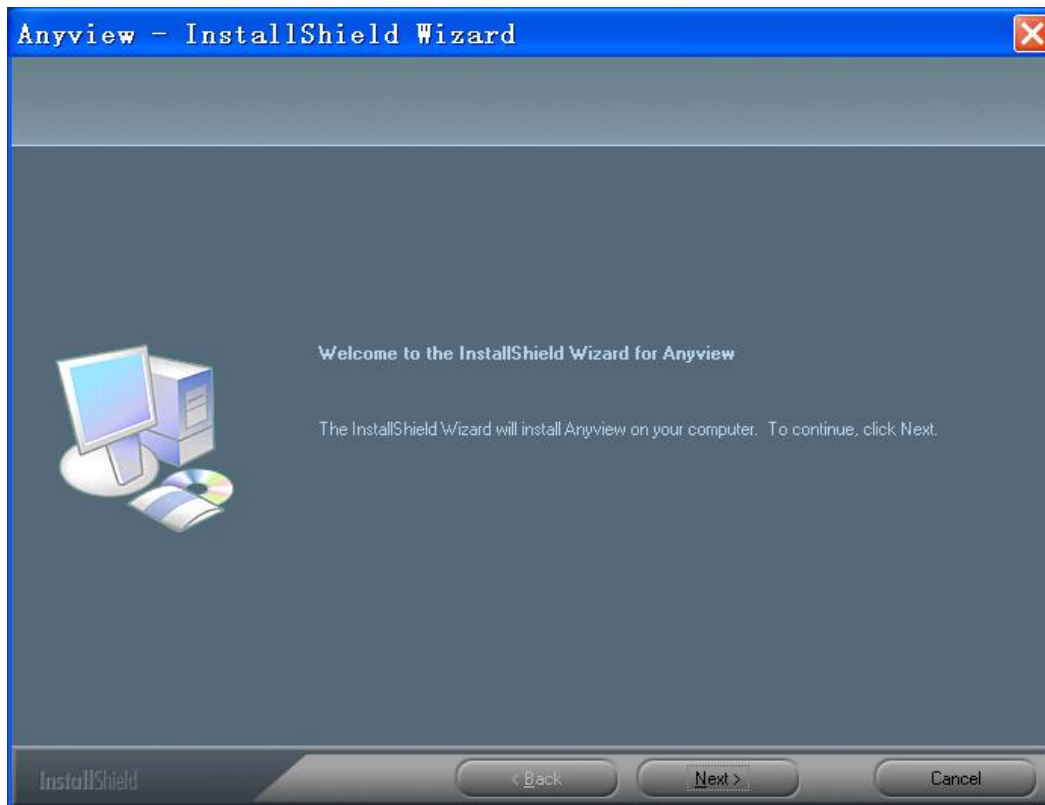 Anyview - InstallShield Wizard
Welcome to the InstallShield Wizard for Anyview
The InstallShield Wizard will install Anyview on your computer. To continue, click Next.
InstallShield
< Back
Next >
Cancel